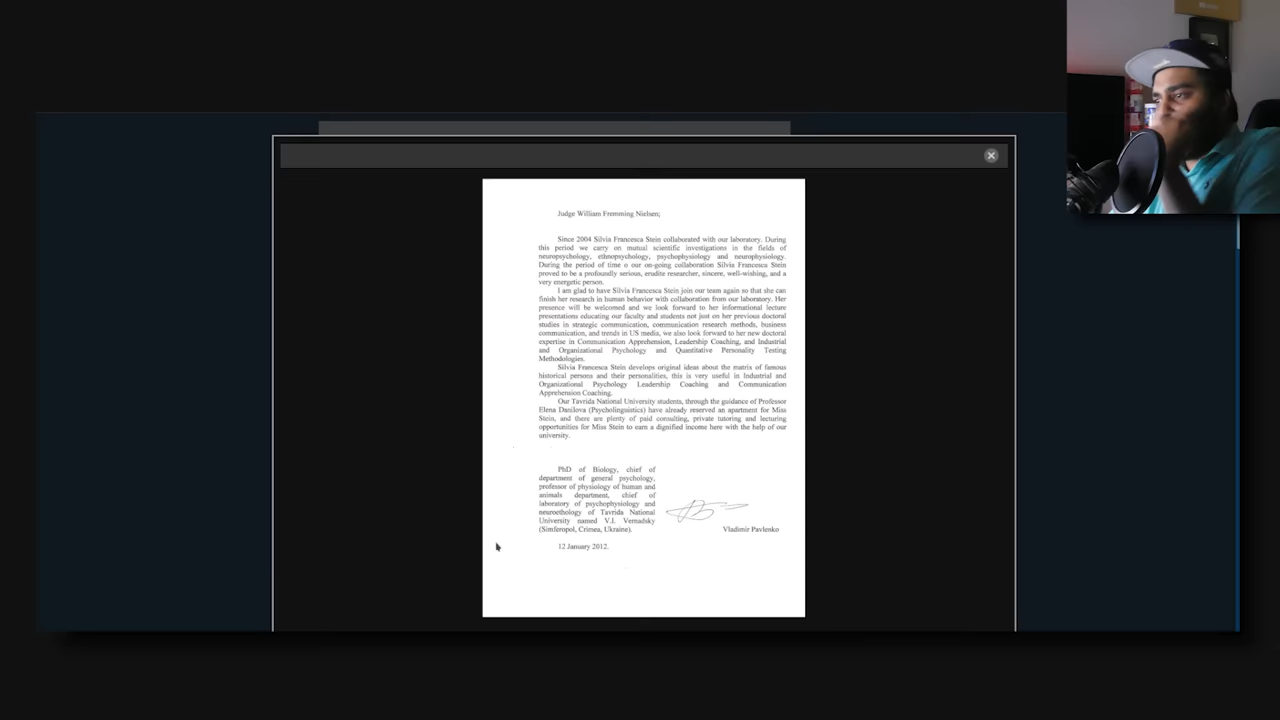 Judge William Fremming Nielsen;
Since 2004 Silvia Francesca Stein collaborated with our laboratory. During
this period we carry on mutual scientific investigations in the fields of
neuropsychology, ethnopsychology, psychophysiology and neurophysiology.
During the period of time o our on-going collaboration Silvia Francesca Stein
proved to be a profoundly serious, erudite researcher, sincere, well-wishing, and a
very energetic person.
I am glad to have Silvia Francesca Stein join our team again so that she can
finish her research in human behavior with collaboration from our laboratory. Her
presence will be welcomed and we look forward to her informational lecture
presentations educating our faculty and students not just on her previous doctoral
studies in strategic communication, communication research methods, business
communication, and trends in US media, we also look forward to her new doctoral
expertise in Communication Apprehension, Leadership Coaching, and Industrial
and Organizational Psychology and Quantitative Personality Testing
Methodologies.
Silvia Francesca Stein develops original ideas about the matrix of famous
historical persons and their personalities, this is very useful in Industrial and
Organizational Psychology Leadership Coaching and Communication
Apprehension Coaching.
Our Tavrida National University students, through the guidance of Professor
Elena Danilova (Psycholinguistics) have already reserved an apartment for Miss
Stein, and there are plenty of paid consulting, private tutoring and lecturing
opportunities for Miss Stein to earn a dignified income here with the help of our
university.
PhD of Biology, chief of
department of general psychology,
professor of physiology of human and
animals department, chief of
laboratory of psychophysiology and
neuroethology of Tavrida National
University named V.I. Vernadsky
(Simferopol, Crimea, Ukraine).
Vladimir Pavlenko
12 January 2012.